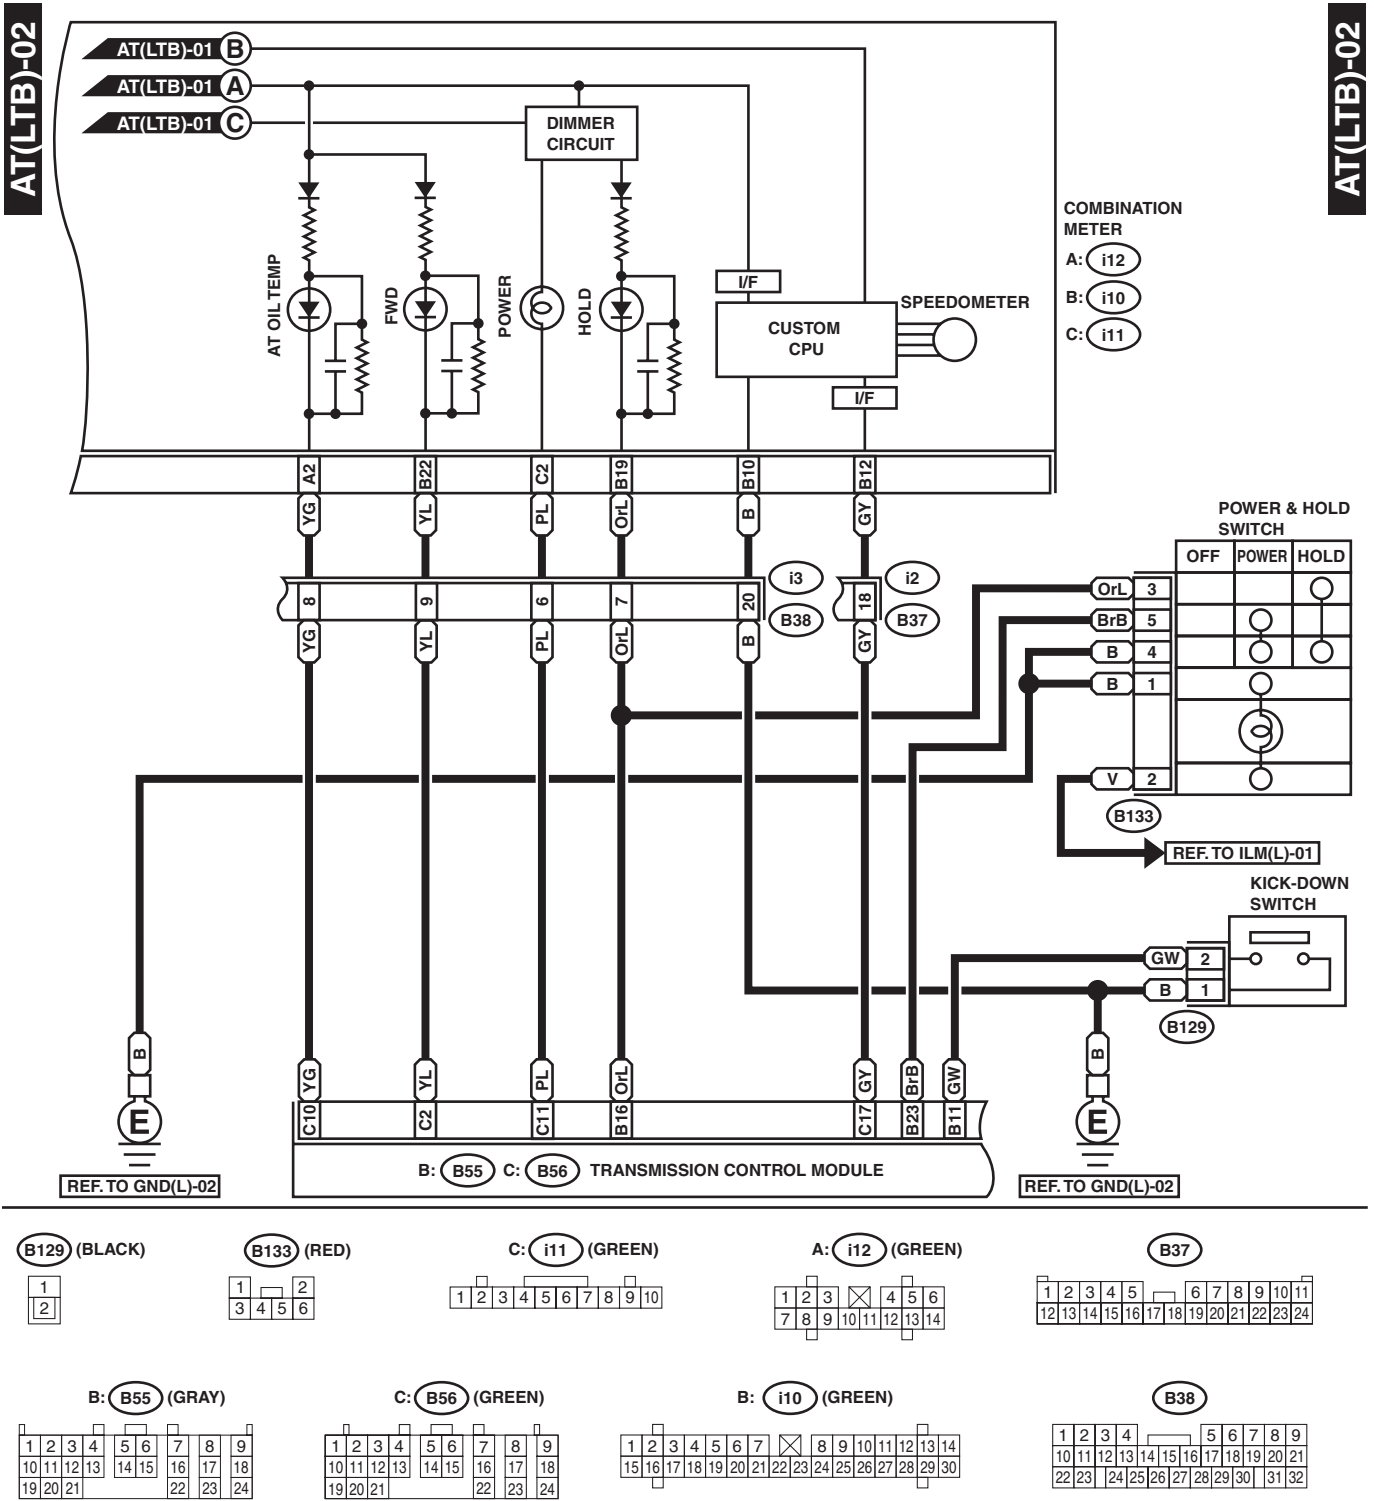 AT(LTB)-02
AT(LTB)-02
AT(LTB)-01 B
AT(LTB)-01 A
AT(LTB)-01 C
DIMMER
CIRCUIT
COMBINATION
METER
A: i12
B: i10
C: i11
AT OIL TEMP
FWD
POWER
HOLD
I/F
SPEEDOMETER
CUSTOM
CPU
I/F
A2 B22 C2 B19 B10 B12
YG YL PL OrL B GY
POWER & HOLD
SWITCH
OFF POWER HOLD
i3 i2
8 9 6 7 20 18
B38 B37
YG YL PL OrL B GY
OrL 3
BrB 5
B 4
B 1
V 2
B133
REF. TO ILM(L)-01
KICK-DOWN
SWITCH
GW 2
B 1
B129
B B
YG YL PL OrL GY BrB GW
C10 C2 C11 B16 C17 B23 B11
E E
B: B55 C: B56 TRANSMISSION CONTROL MODULE
REF. TO GND(L)-02 REF. TO GND(L)-02
B129 (BLACK)
1
2
B133 (RED)
1 2
3 4 5 6
C: i11 (GREEN)
1 2 3 4 5 6 7 8 9 10
A: i12 (GREEN)
1 2 3 4 5 6
7 8 9 10 11 12 13 14
B37
1 2 3 4 5 6 7 8 9 10 11
12 13 14 15 16 17 18 19 20 21 22 23 24
B: B55 (GRAY)
1 2 3 4 5 6 7 8 9
10 11 12 13 14 15 16 17 18
19 20 21 22 23 24
C: B56 (GREEN)
1 2 3 4 5 6 7 8 9
10 11 12 13 14 15 16 17 18
19 20 21 22 23 24
B: i10 (GREEN)
1 2 3 4 5 6 7 8 9 10 11 12 13 14
15 16 17 18 19 20 21 22 23 24 25 26 27 28 29 30
B38
1 2 3 4 5 6 7 8 9
10 11 12 13 14 15 16 17 18 19 20 21
22 23 24 25 26 27 28 29 30 31 32